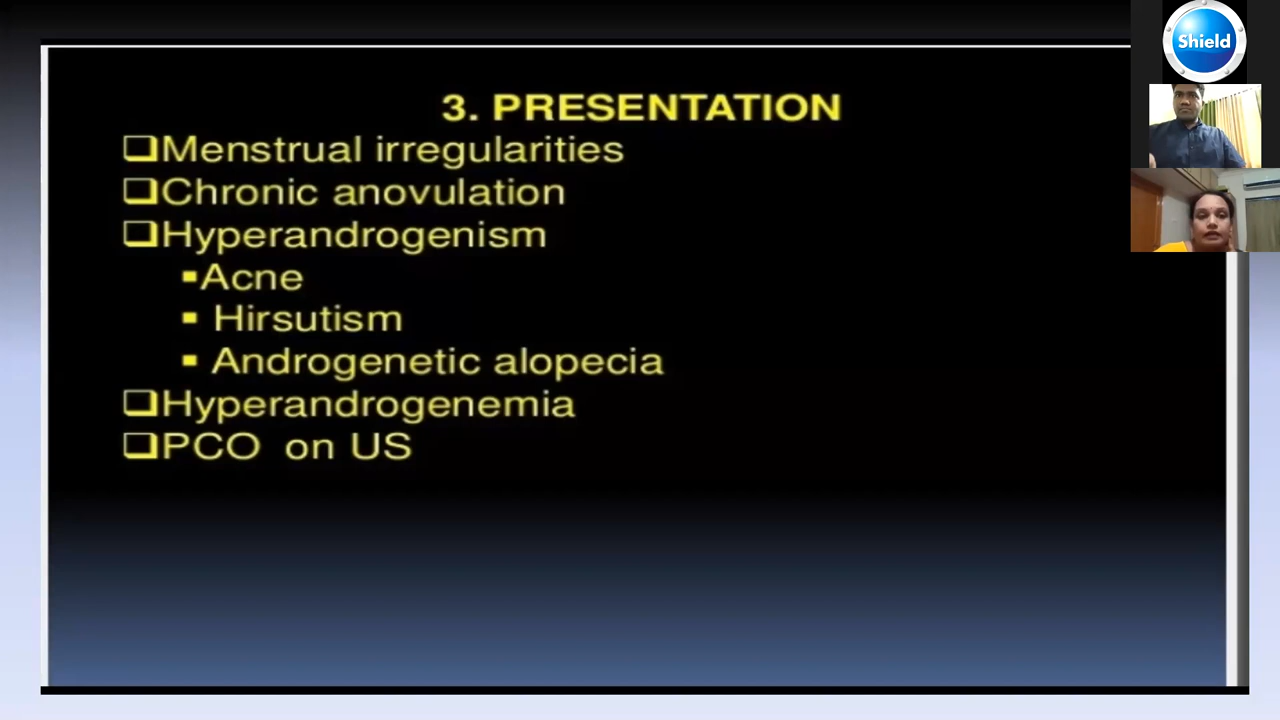 3. PRESENTATION
❑Menstrual irregularities
❑Chronic anovulation
❑Hyperandrogenism
▪Acne
▪ Hirsutism
▪ Androgenetic alopecia
❑Hyperandrogenemia
❑PCO on US
Shield